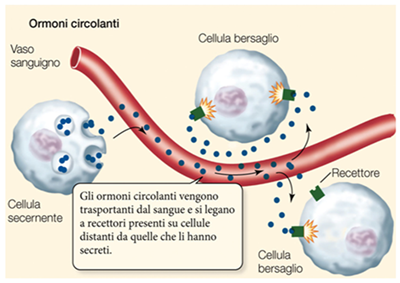 Ormoni circolanti
Vaso
sanguigno
Cellula bersaglio
Cellula
secernente
Gli ormoni circolanti vengono
trasportanti dal sangue e si legano
a recettori presenti su cellule
distanti da quelle che li hanno
secreti.
Recettore
Cellula
bersaglio